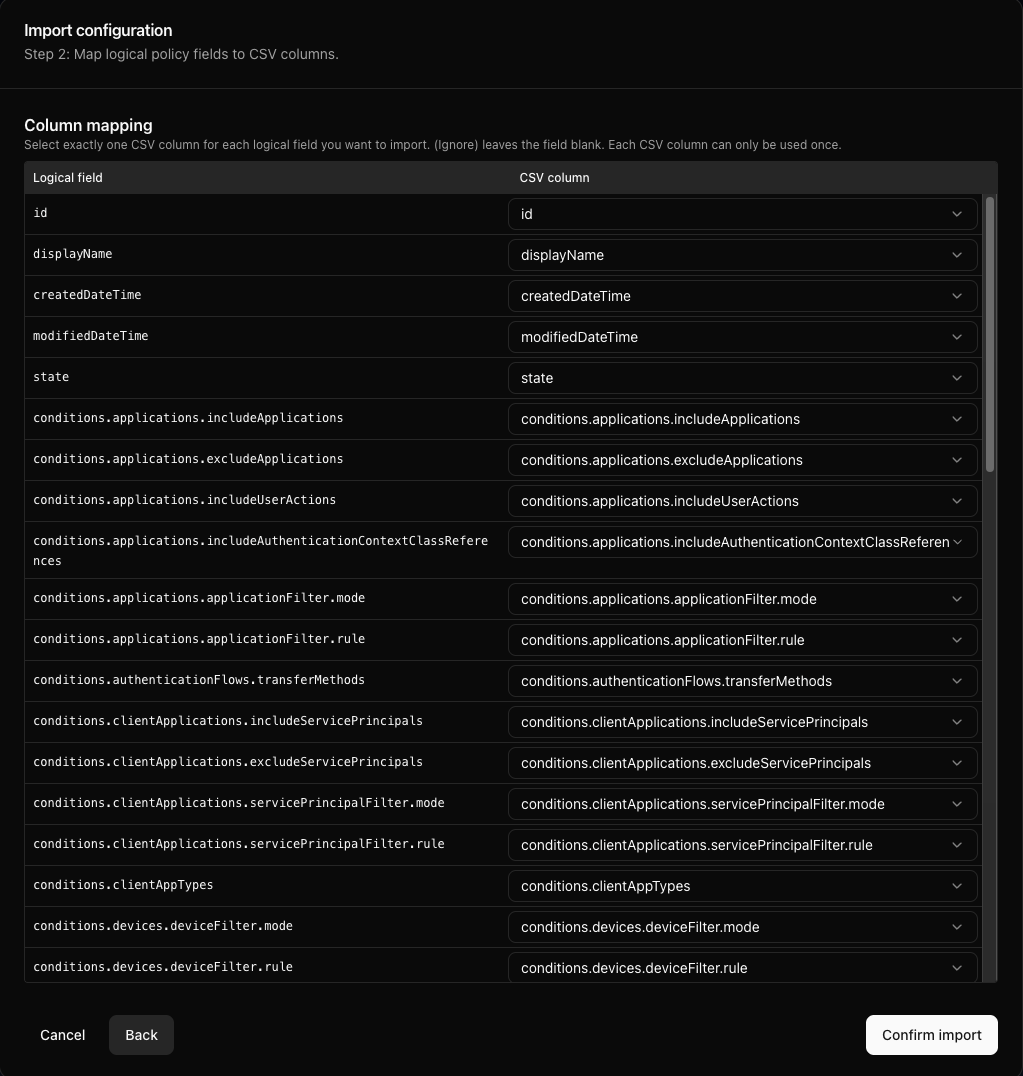 Import configuration
Step 2: Map logical policy fields to CSV columns.
Column mapping
Select exactly one CSV column for each logical field you want to import. (Ignore) leaves the field blank. Each CSV column can only be used once.
Logical field CSV column
id id
displayName displayName
createdDateTime createdDateTime
modifiedDateTime modifiedDateTime
state state
conditions.applications.includeApplications conditions.applications.includeApplications
conditions.applications.excludeApplications conditions.applications.excludeApplications
conditions.applications.includeUserActions conditions.applications.includeUserActions
conditions.applications.includeAuthenticationContextClassRefere conditions.applications.includeAuthenticationContextClassReferen
nces
conditions.applications.applicationFilter.mode conditions.applications.applicationFilter.mode
conditions.applications.applicationFilter.rule conditions.applications.applicationFilter.rule
conditions.authenticationFlows.transferMethods conditions.authenticationFlows.transferMethods
conditions.clientApplications.includeServicePrincipals conditions.clientApplications.includeServicePrincipals
conditions.clientApplications.excludeServicePrincipals conditions.clientApplications.excludeServicePrincipals
conditions.clientApplications.servicePrincipalFilter.mode conditions.clientApplications.servicePrincipalFilter.mode
conditions.clientApplications.servicePrincipalFilter.rule conditions.clientApplications.servicePrincipalFilter.rule
conditions.clientAppTypes conditions.clientAppTypes
conditions.devices.deviceFilter.mode conditions.devices.deviceFilter.mode
conditions.devices.deviceFilter.rule conditions.devices.deviceFilter.rule
Cancel Back Confirm import